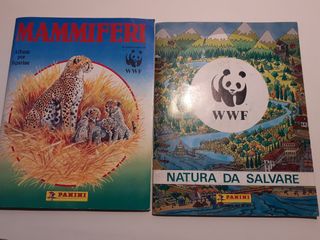 MAMMIFERI
Album
per
figurine
WWF
PANINI
WWF
NATURA DA SALVARE
PANINI